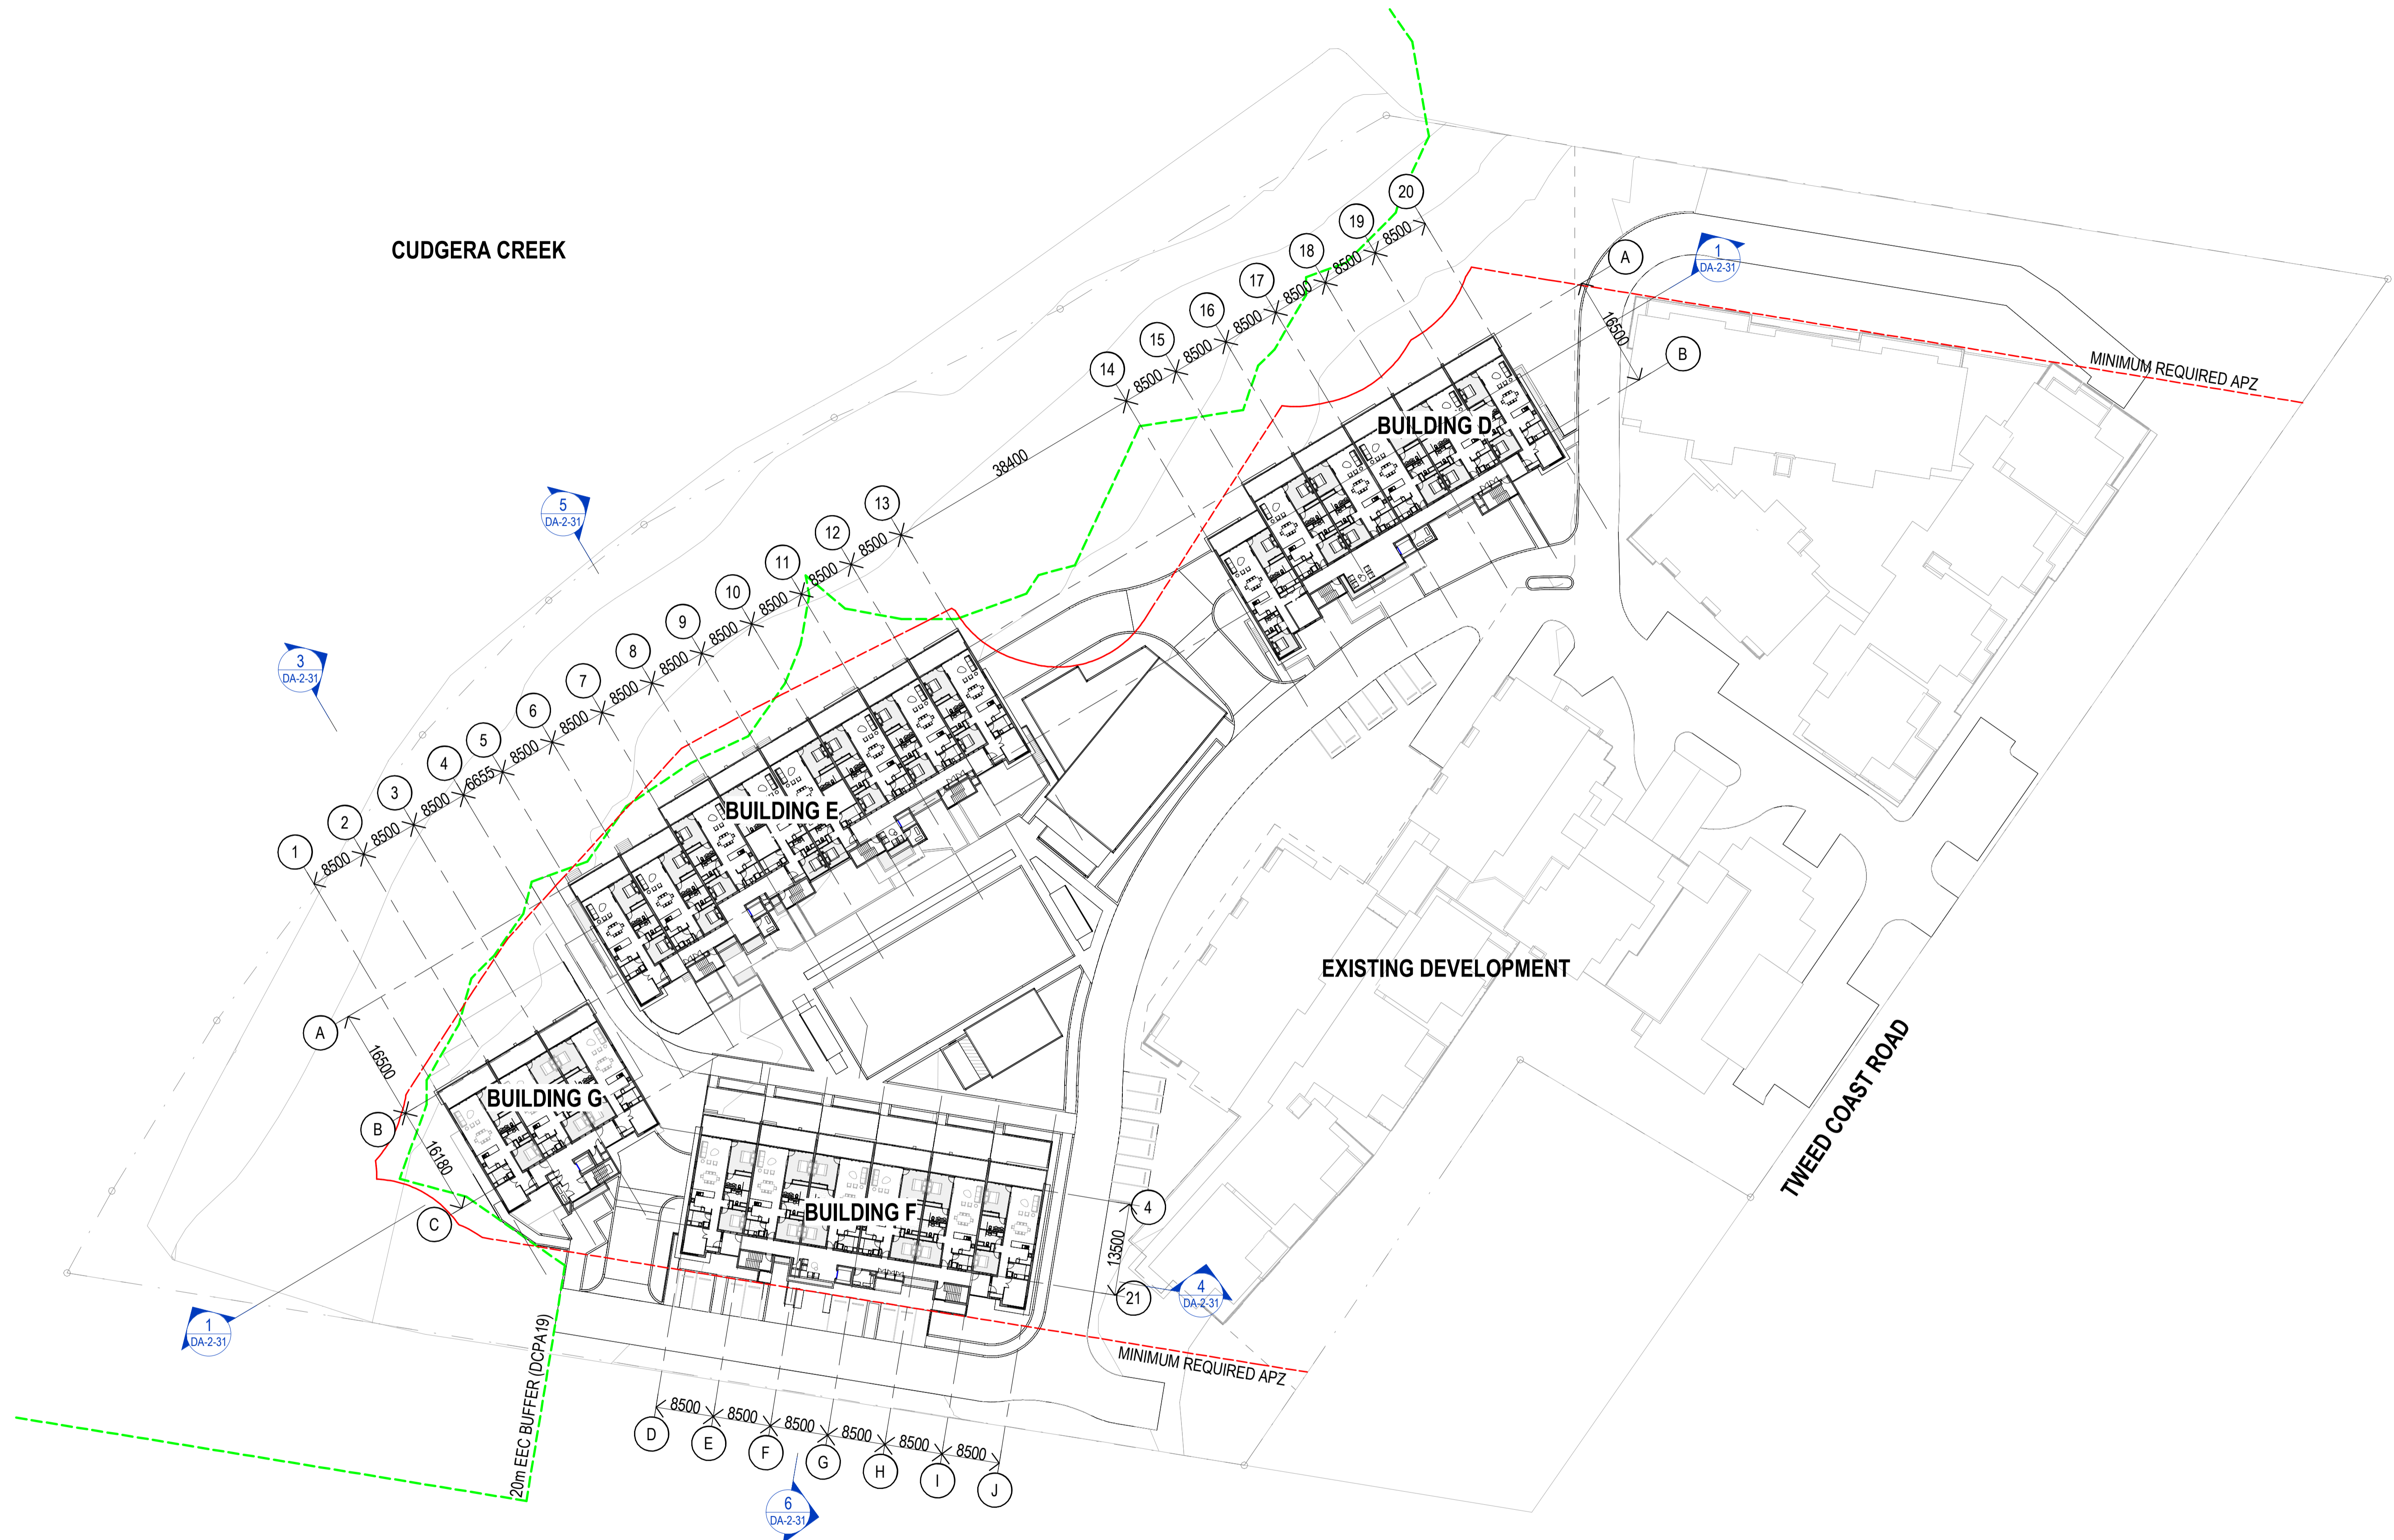 CUDGERA CREEK
20
19
18
17
16
15
14
13
12
11
10
9
8
7
6
5
4
3
2
1
8500
8500
8500
8500
8500
8500
38400
8500
8500
8500
8500
8500
8500
8500
8500
6655
8500
8500
8500
A
B
16500
1
DA-2-31
MINIMUM REQUIRED APZ
BUILDING D
5
DA-2-31
3
DA-2-31
BUILDING E
EXISTING DEVELOPMENT
TWEED COAST ROAD
A
16500
B
16180
C
BUILDING G
BUILDING F
4
13500
21
4
DA-2-31
1
DA-2-31
MINIMUM REQUIRED APZ
20m EEC BUFFER (DCPA19)
8500
8500
8500
8500
8500
8500
D
E
F
G
H
I
J
6
DA-2-31